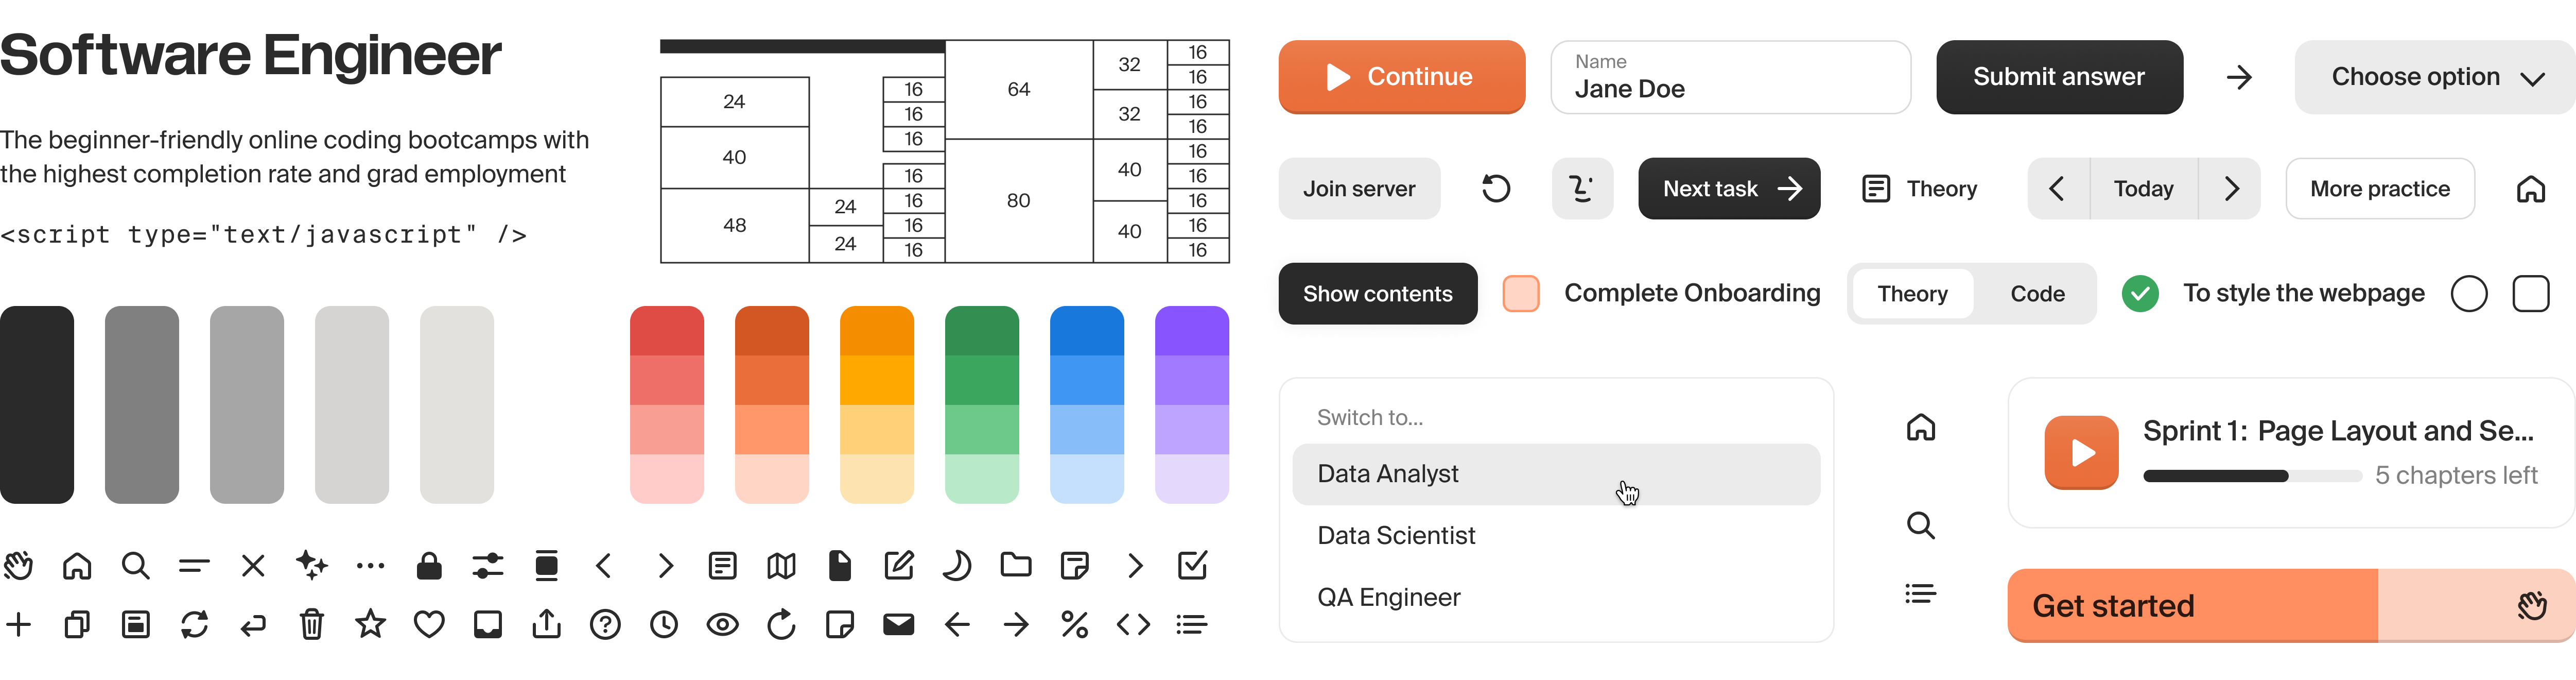 Software Engineer
The beginner-friendly online coding bootcamps with
the highest completion rate and grad employment
<script type="text/javascript" />
24
40
48
24
24
16
16
16
16
16
16
16
64
80
32
32
40
40
16
16
16
16
16
16
16
16
16
Continue
Name
Jane Doe
Submit answer
Choose option
Join server
Next task
Theory
Today
More practice
Show contents
Complete Onboarding
Theory
Code
To style the webpage
Switch to...
Data Analyst
Data Scientist
QA Engineer
Sprint 1: Page Layout and Se...
5 chapters left
Get started